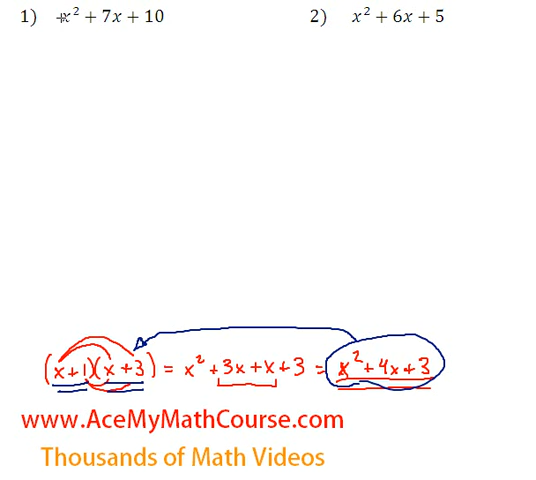 1) x² + 7x + 10 2) x² + 6x + 5
(x+1)(x+3) = x² + 3x + x + 3 = x² + 4x + 3
www.AceMyMathCourse.com
Thousands of Math Videos